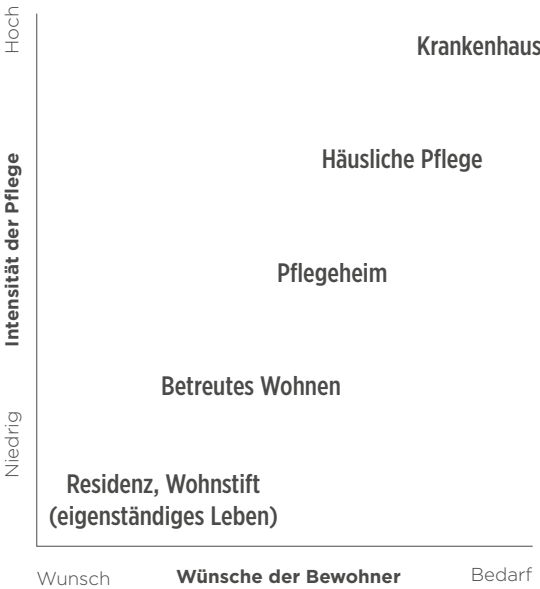 Hoch
Krankenhaus
Häusliche Pflege
Intensität der Pflege
Pflegeheim
Betreutes Wohnen
Niedrig
Residenz, Wohnstift
(eigenständiges Leben)
Wunsch
Wünsche der Bewohner
Bedarf